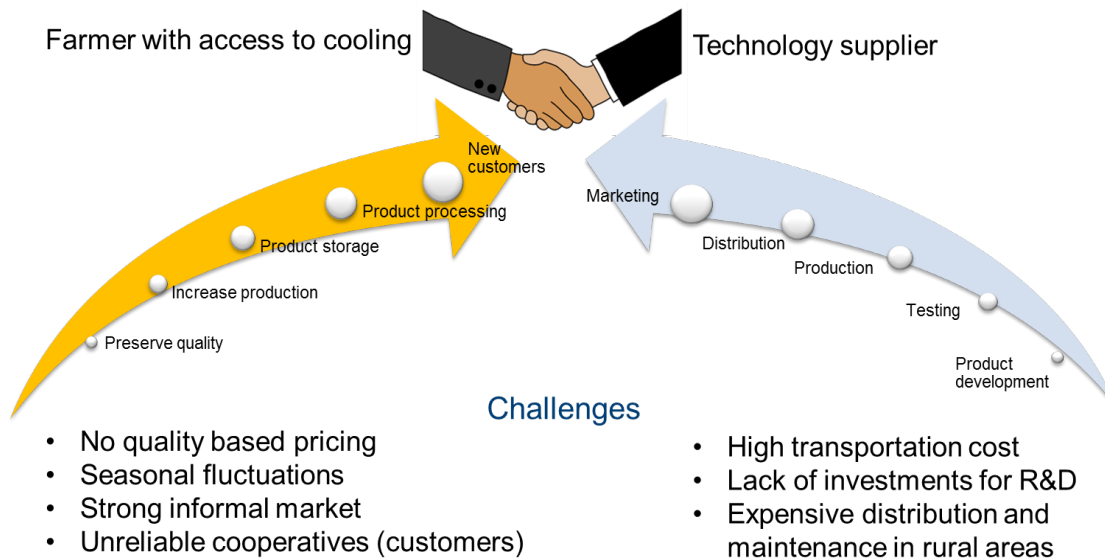 Farmer with access to cooling
Technology supplier
New
customers
Product processing
Product storage
Increase production
Preserve quality
Marketing
Distribution
Production
Testing
Product
development
Challenges
• No quality based pricing
• Seasonal fluctuations
• Strong informal market
• Unreliable cooperatives (customers)
• High transportation cost
• Lack of investments for R&D
• Expensive distribution and
maintenance in rural areas